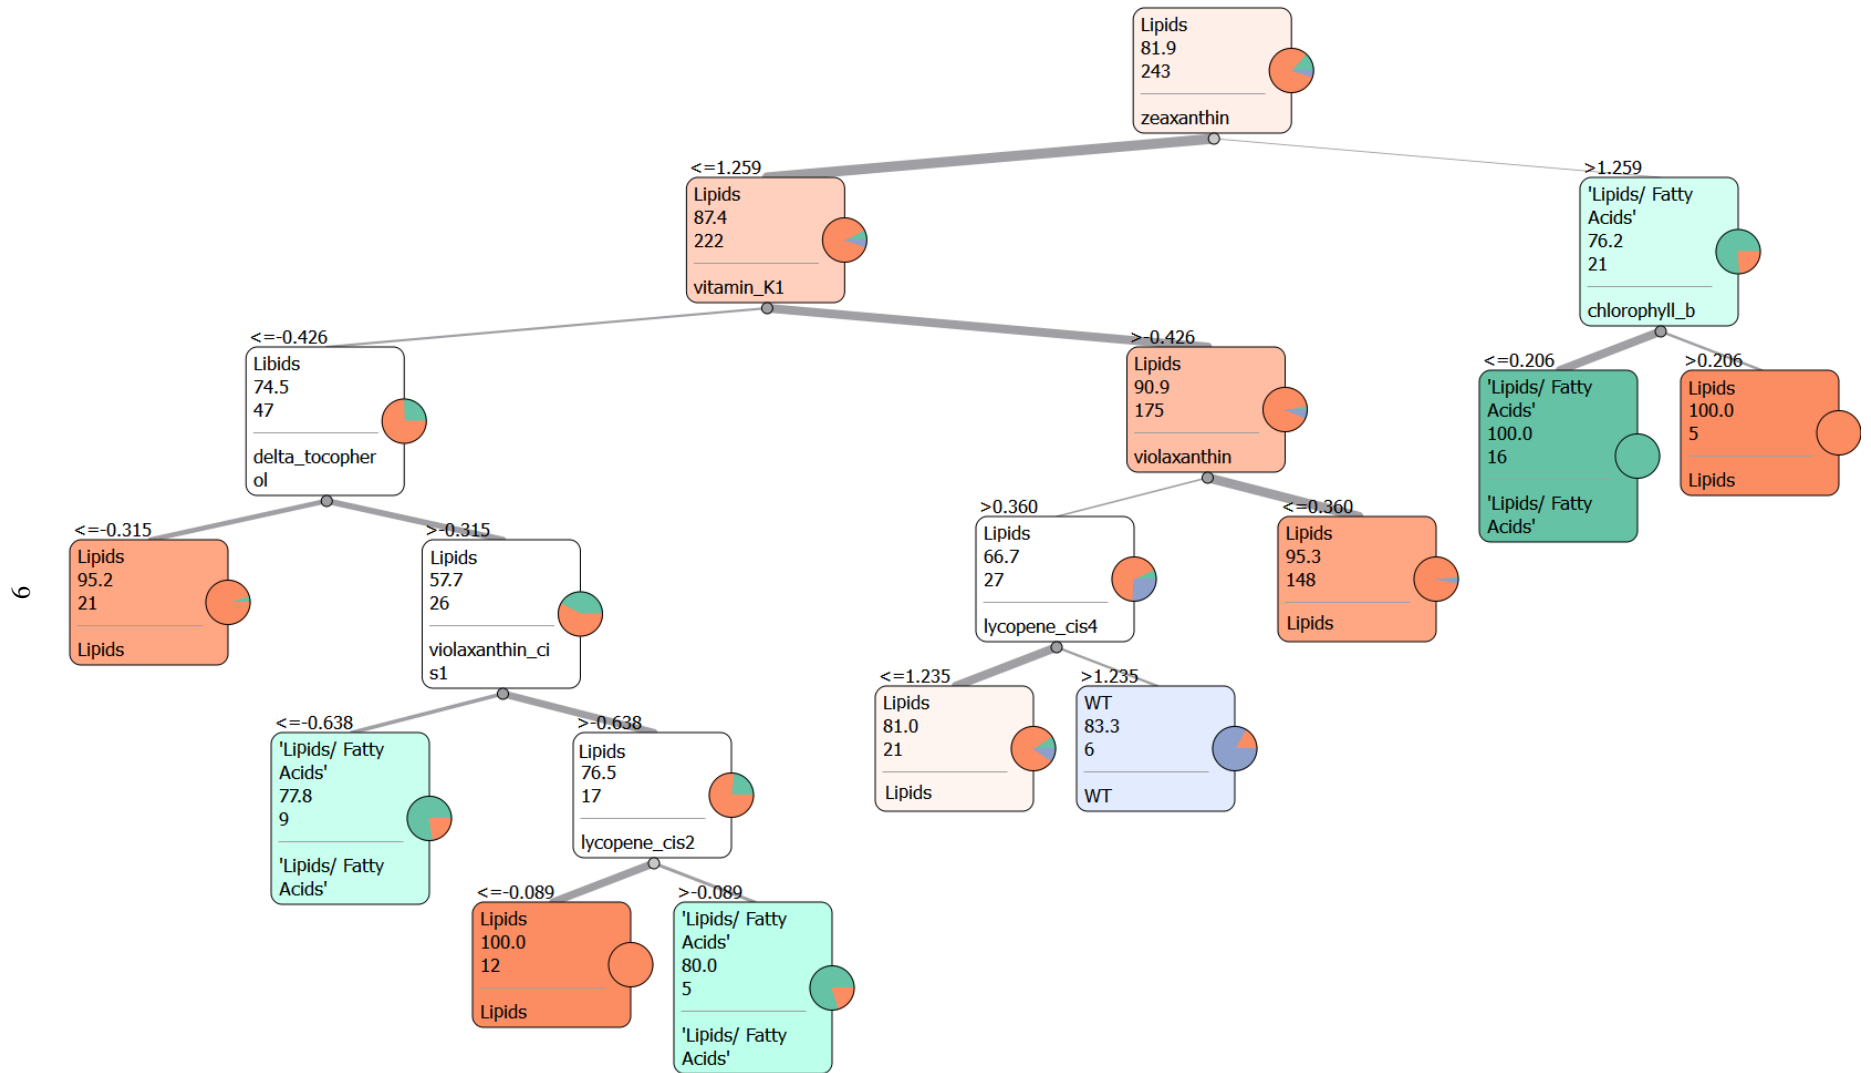 Lipids
81.9
243
zeaxanthin
<=1.259
>1.259
Lipids
87.4
222
vitamin_K1
'Lipids/ Fatty
Acids'
76.2
21
chlorophyll_b
<=-0.426
>-0.426
<=0.206
>0.206
Libids
74.5
47
delta_tocopher
ol
Lipids
90.9
175
violaxanthin
'Lipids/ Fatty
Acids'
100.0
16
'Lipids/ Fatty
Acids'
Lipids
100.0
5
Lipids
<=-0.315
>-0.315
>0.360
<=0.360
Lipids
95.2
21
Lipids
Lipids
57.7
26
violaxanthin_ci
s1
Lipids
66.7
27
lycopene_cis4
Lipids
95.3
148
Lipids
6
<=-0.638
>-0.638
<=1.235
>1.235
'Lipids/ Fatty
Acids'
77.8
9
'Lipids/ Fatty
Acids'
Lipids
76.5
17
lycopene_cis2
Lipids
81.0
21
Lipids
WT
83.3
6
WT
<=-0.089
>-0.089
Lipids
100.0
12
Lipids
'Lipids/ Fatty
Acids'
80.0
5
'Lipids/ Fatty
Acids'